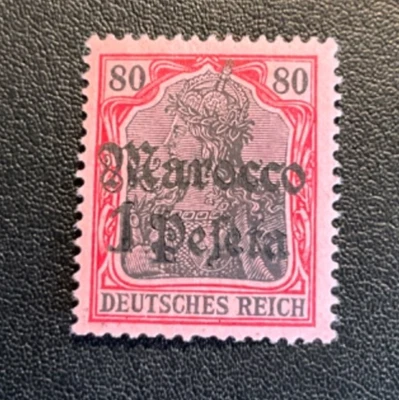 80 80
Marocco
1 Peseta
DEUTSCHES REICH